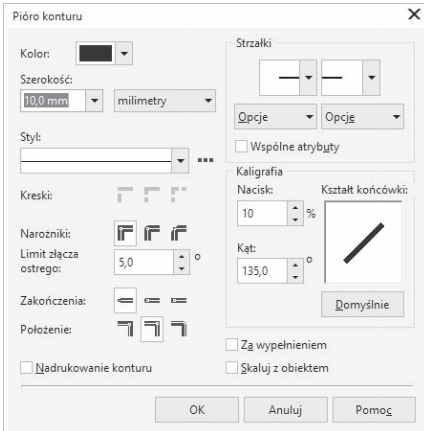 Pióro konturu
Kolor:
Szerokość:
10,0 mm
milimetry
Styl:
Kreski:
Narożniki:
Limit złącza
ostrego:
5,0
°
Zakończenia:
Położenie:
Nadrukowanie konturu
Strzałki
Opcje
Opcje
Wspólne atrybuty
Kaligrafia
Nacisk:
Kształt końcówki:
10
%
Kąt:
135,0
°
Domyślnie
Za wypełnieniem
Skaluj z obiektem
OK
Anuluj
Pomoc